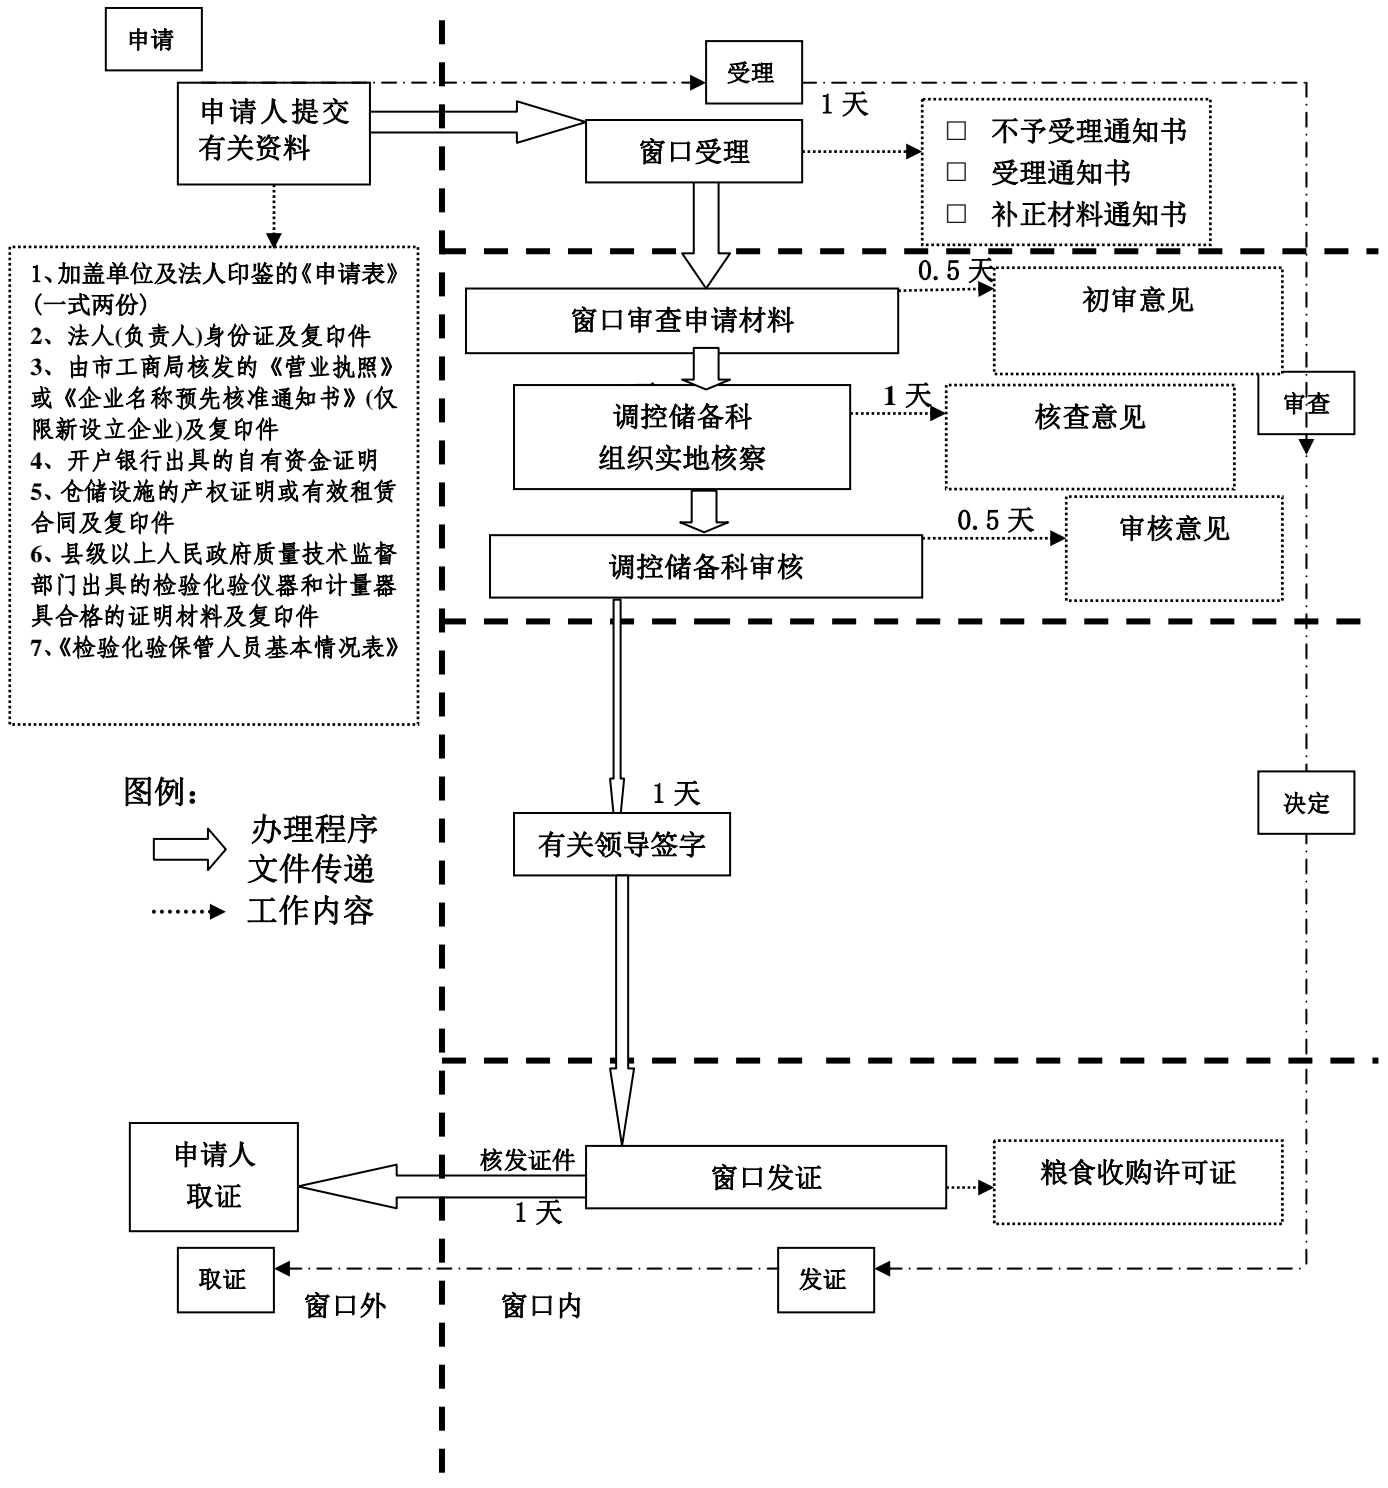 申请
受理
申请人提交
有关资料
1 天
窗口受理
□ 不予受理通知书
□ 受理通知书
□ 补正材料通知书
1、加盖单位及法人印鉴的《申请表》
(一式两份)
2、法人(负责人)身份证及复印件
3、由市工商局核发的《营业执照》
或《企业名称预先核准通知书》(仅
限新设立企业)及复印件
4、开户银行出具的自有资金证明
5、仓储设施的产权证明或有效租赁
合同及复印件
6、县级以上人民政府质量技术监督
部门出具的检验化验仪器和计量器
具合格的证明材料及复印件
7、《检验化验保管人员基本情况表》
0.5 天
窗口审查申请材料
初审意见
1 天
调控储备科
组织实地核察
核查意见
审查
0.5 天
调控储备科审核
审核意见
图例：
办理程序
文件传递
工作内容
1 天
有关领导签字
决定
申请人
取证
核发证件
1 天
窗口发证
粮食收购许可证
取证
窗口外
窗口内
发证